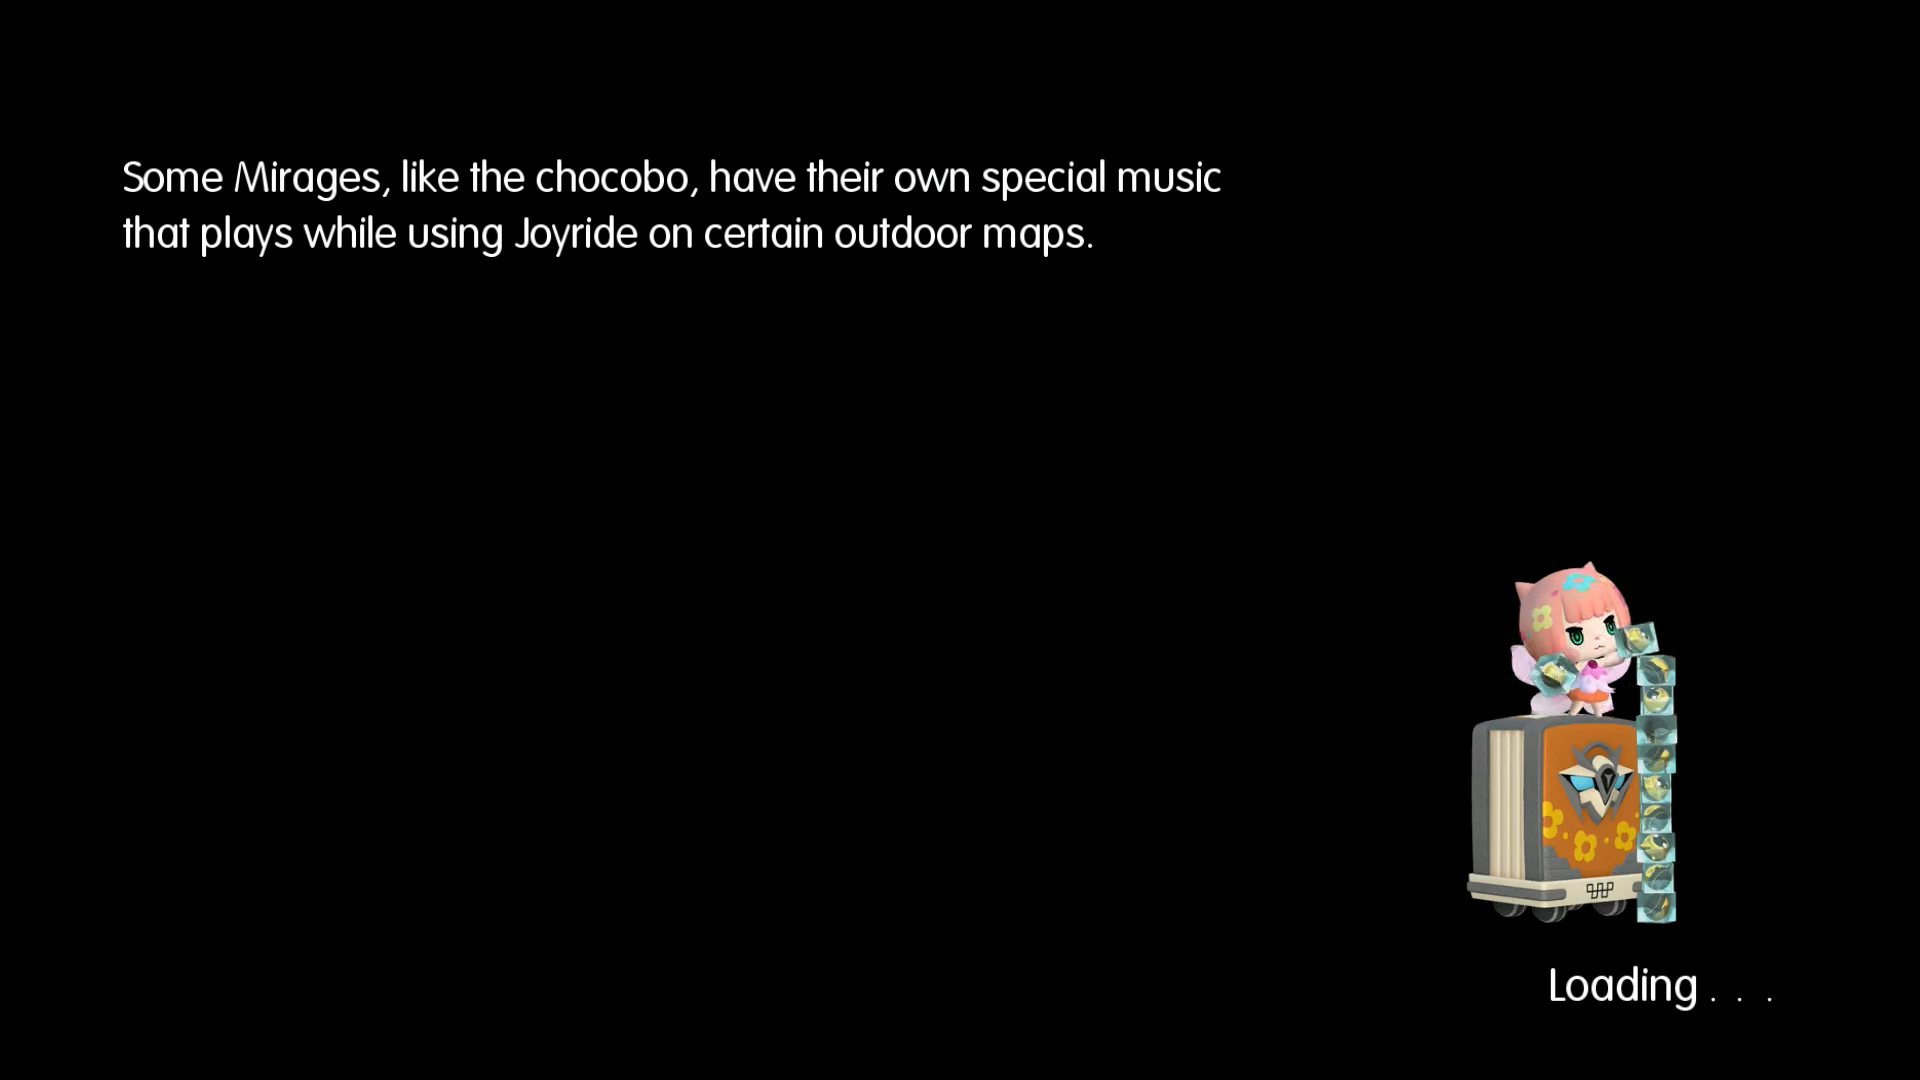 Some Mirages, like the chocobo, have their own special music
that plays while using Joyride on certain outdoor maps.
Loading . . .